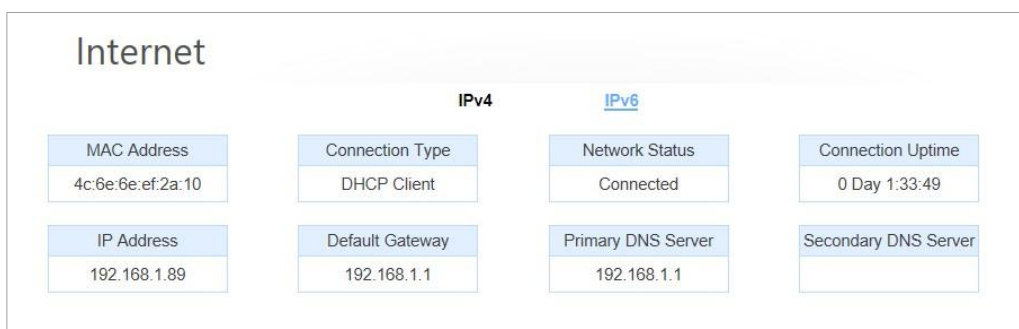 Internet
IPv4 IPv6
MAC Address Connection Type Network Status Connection Uptime
4c:6e:6e:ef:2a:10 DHCP Client Connected 0 Day 1:33:49
IP Address Default Gateway Primary DNS Server Secondary DNS Server
192.168.1.89 192.168.1.1 192.168.1.1